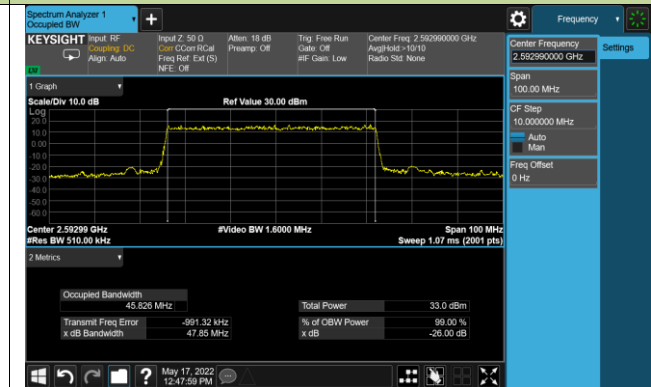 Spectrum Analyzer 1
Occupied BW
+
Frequency
KEYSIGHT
Input: RF
Coupling: DC
Align: Auto
Input Z: 50 Ω
Corr CCorr RCal
Freq Ref: Ext (S)
NFE: Off
Atten: 18 dB
Preamp: Off
Trig: Free Run
Gate: Off
#IF Gain: Low
Center Freq: 2.592990000 GHz
Avg|Hold:>10/10
Radio Std: None
Center Frequency
2.592990000 GHz
Settings
Span
100.00 MHz
CF Step
10.000000 MHz
Auto
Man
Freq Offset
0 Hz
1 Graph
Scale/Div 10.0 dB
Ref Value 30.00 dBm
Log
20.0
10.0
0.00
-10.0
-20.0
-30.0
-40.0
-50.0
-60.0
Center 2.59299 GHz
#Video BW 1.6000 MHz
Span 100 MHz
#Res BW 510.00 kHz
Sweep 1.07 ms (2001 pts)
2 Metrics
Occupied Bandwidth
45.826 MHz
Total Power
33.0 dBm
Transmit Freq Error
-991.32 kHz
% of OBW Power
99.00 %
x dB Bandwidth
47.85 MHz
x dB
-26.00 dB
?
May 17, 2022
12:47:59 PM